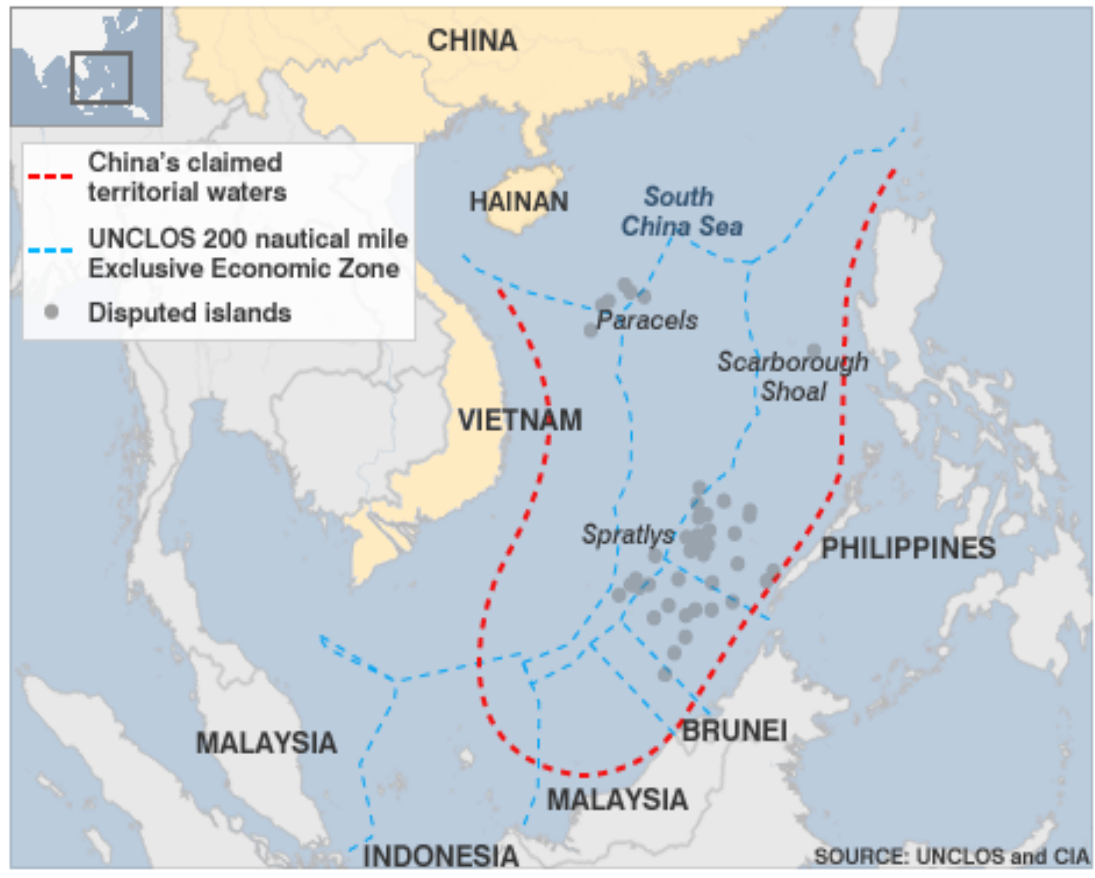 CHINA
China's claimed
territorial waters
UNCLOS 200 nautical mile
Exclusive Economic Zone
Disputed islands
HAINAN
South
China Sea
Paracels
Scarborough
Shoal
VIETNAM
Spratlys
PHILIPPINES
MALAYSIA
BRUNEI
MALAYSIA
INDONESIA
SOURCE: UNCLOS and CIA